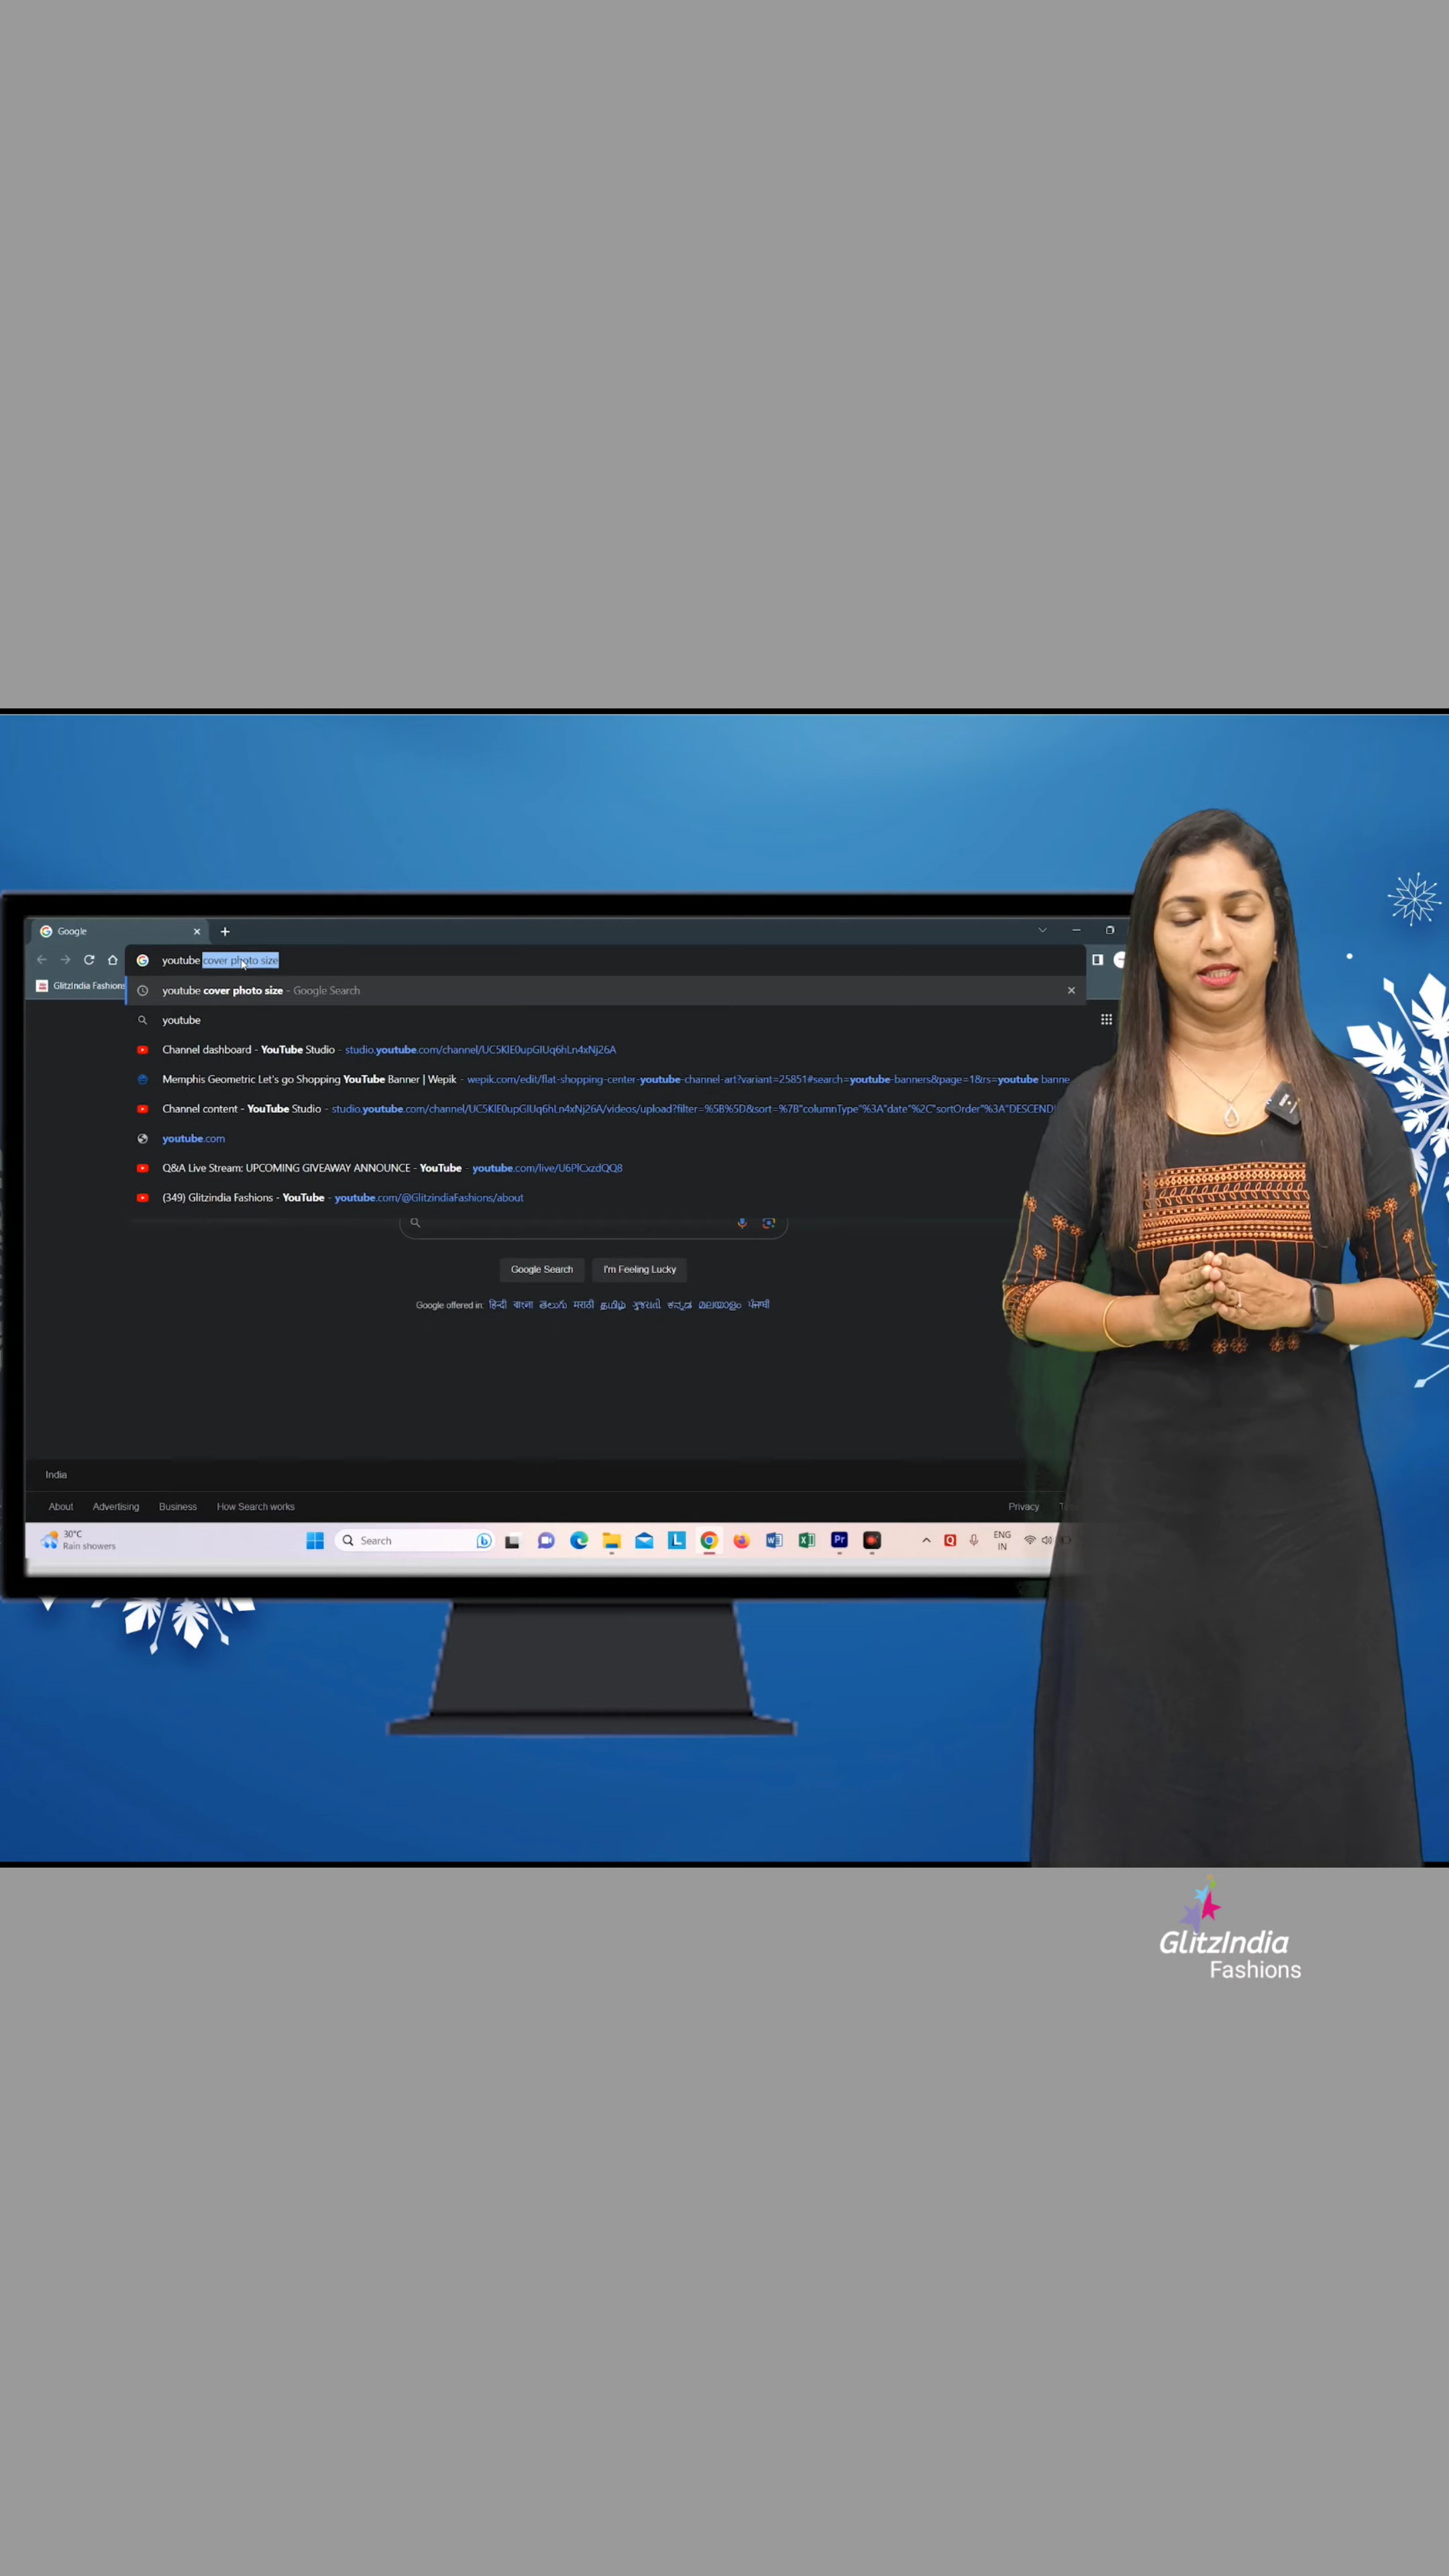 Google
youtube cover photo size
GlitzIndia Fashions
youtube cover photo size - Google Search
youtube
Channel dashboard - YouTube Studio - studio.youtube.com/channel/UC5KlE0upGIUq6hLn4xNj26A
Memphis Geometric Let's go Shopping YouTube Banner | Wepik - wepik.com/edit/flat-shopping-center-youtube-channel-art?variant=25851#search=youtube-banners&page=1&rs=youtube banne
Channel content - YouTube Studio - studio.youtube.com/channel/UC5KlE0upGIUq6hLn4xNj26A/videos/upload?filter=%5B%5D&sort=%7B"columnType"%3A"date"%2C"sortOrder"%3A"DESCEND
youtube.com
Q&A Live Stream: UPCOMING GIVEAWAY ANNOUNCE - YouTube - youtube.com/live/U6PlCxzdQQ8
(349) Glitzindia Fashions - YouTube - youtube.com/@GlitzindiaFashions/about
Google Search I'm Feeling Lucky
Google offered in: हिन्दी বাংলা తెలుగు मराठी தமிழ் ગુજરાતી ಕನ್ನಡ മലയാളം ਪੰਜਾਬੀ
India
About Advertising Business How Search works Privacy
30°C
Rain showers
Search
Pr
ENG
IN
GlitzIndia
Fashions